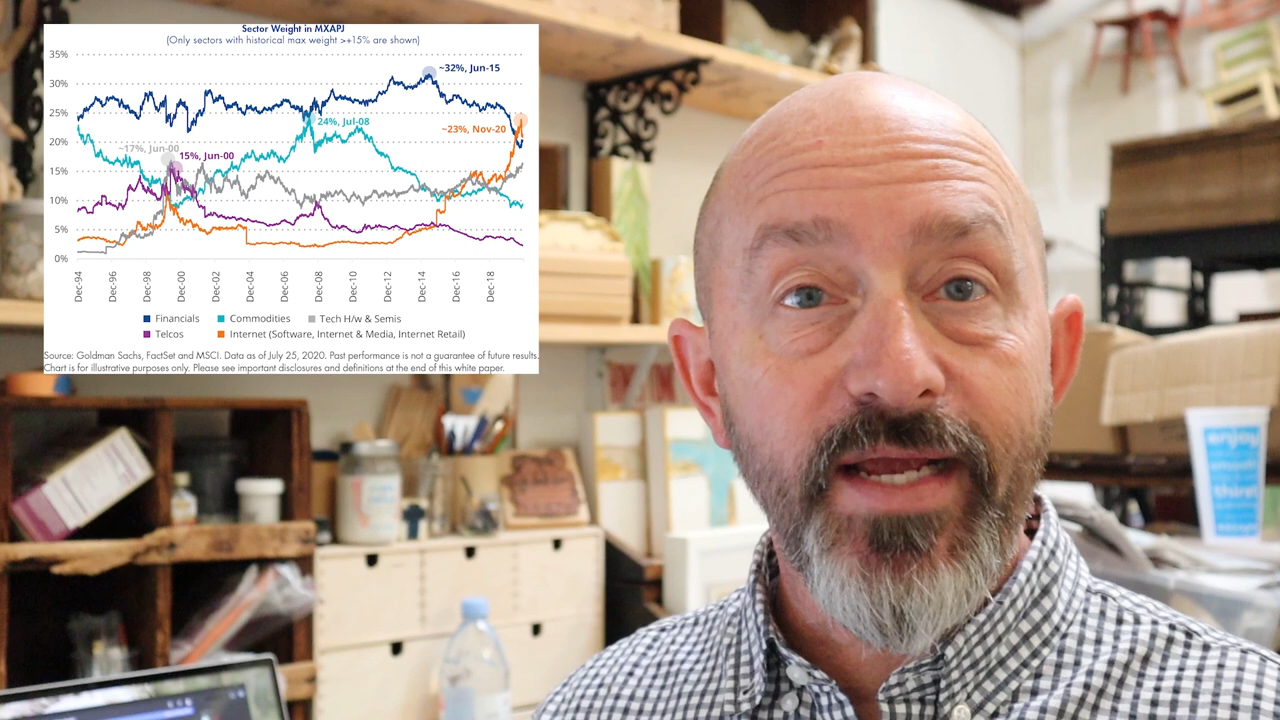 Sector Weight in MXAPJ
(Only sectors with historical max weight >+15% are shown)
35%
30%
25%
20%
15%
10%
5%
0%
~32%, Jun-15
24%, Jul-08
~23%, Nov-20
~17%, Jun-00
15%, Jun-00
Dec-94
Dec-96
Dec-98
Dec-00
Dec-02
Dec-04
Dec-06
Dec-08
Dec-10
Dec-12
Dec-14
Dec-16
Dec-18
Financials Commodities Tech H/w & Semis
Telcos Internet (Software, Internet & Media, Internet Retail)
Source: Goldman Sachs, FactSet and MSCI. Data as of July 25, 2020. Past performance is not a guarantee of future results.
Chart is for illustrative purposes only. Please see important disclosures and definitions at the end of this white paper.
enjoy
thirst